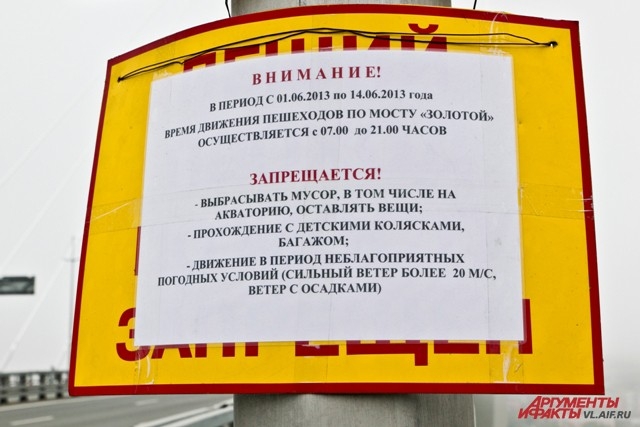 ВНИМАНИЕ!
В ПЕРИОД С 01.06.2013 по 14.06.2013 года
ВРЕМЯ ДВИЖЕНИЯ ПЕШЕХОДОВ ПО МОСТУ «ЗОЛОТОЙ»
ОСУЩЕСТВЛЯЕТСЯ с 07.00 до 21.00 ЧАСОВ
ЗАПРЕЩАЕТСЯ!
- ВЫБРАСЫВАТЬ МУСОР, В ТОМ ЧИСЛЕ НА
АКВАТОРИЮ, ОСТАВЛЯТЬ ВЕЩИ;
- ПРОХОЖДЕНИЕ С ДЕТСКИМИ КОЛЯСКАМИ,
БАГАЖОМ;
- ДВИЖЕНИЕ В ПЕРИОД НЕБЛАГОПРИЯТНЫХ
ПОГОДНЫХ УСЛОВИЙ (СИЛЬНЫЙ ВЕТЕР БОЛЕЕ 20 М/С,
ВЕТЕР С ОСАДКАМИ)
АРГУМЕНТЫ
И ФАКТЫ VL.AIF.RU